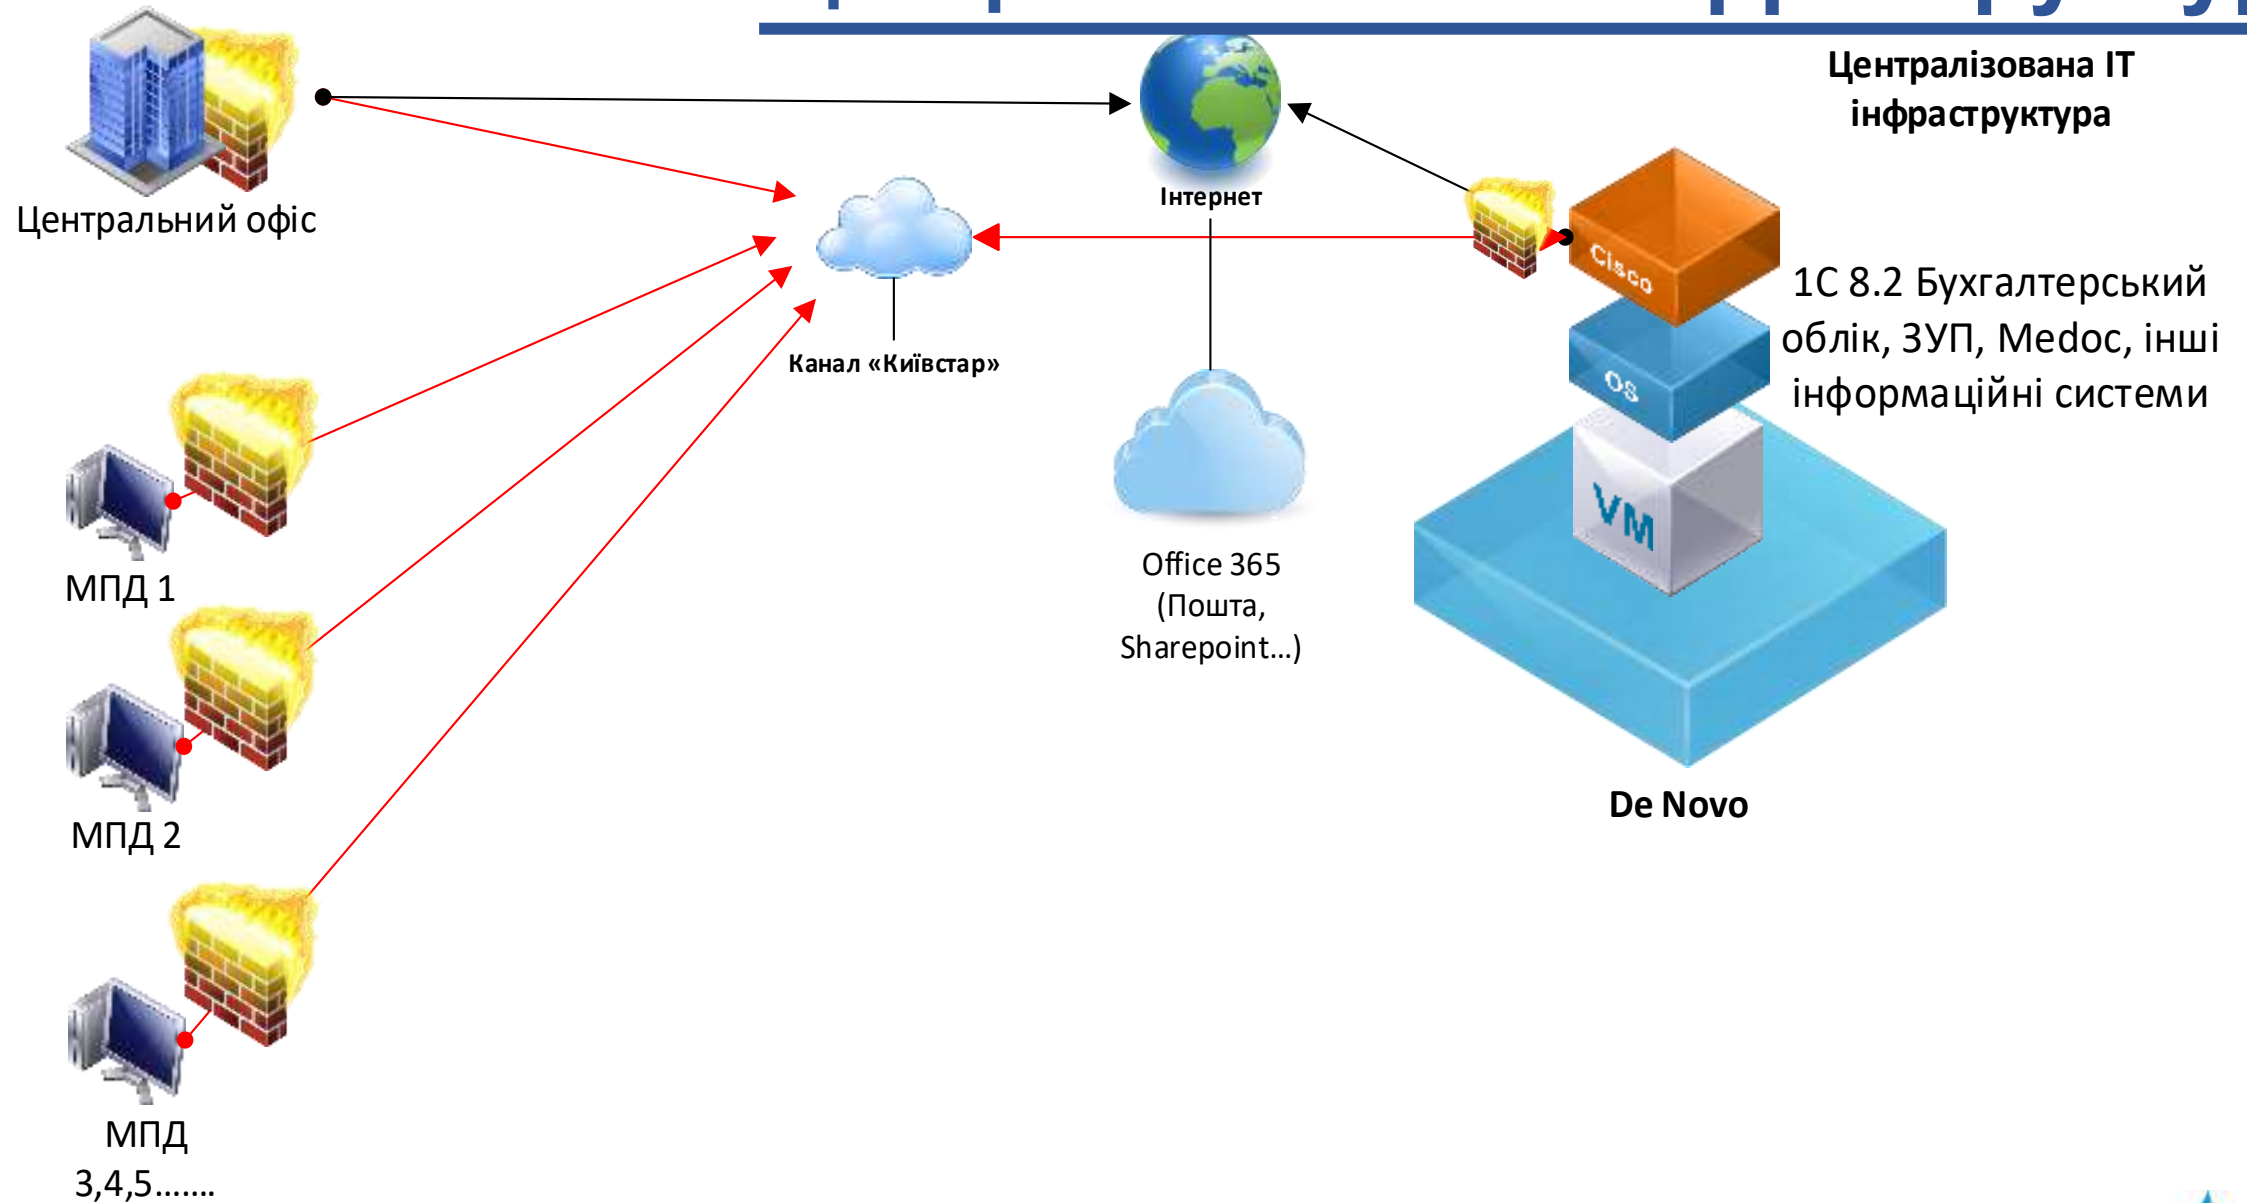 Централізована ІТ
інфраструктура
Центральний офіс
Інтернет
Cisco
1С 8.2 Бухгалтерський
облік, ЗУП, Medoc, інші
інформаційні системи
Канал «Київстар»
OS
VM
МПД 1
Office 365
(Пошта,
Sharepoint...)
De Novo
МПД 2
МПД
3,4,5.......